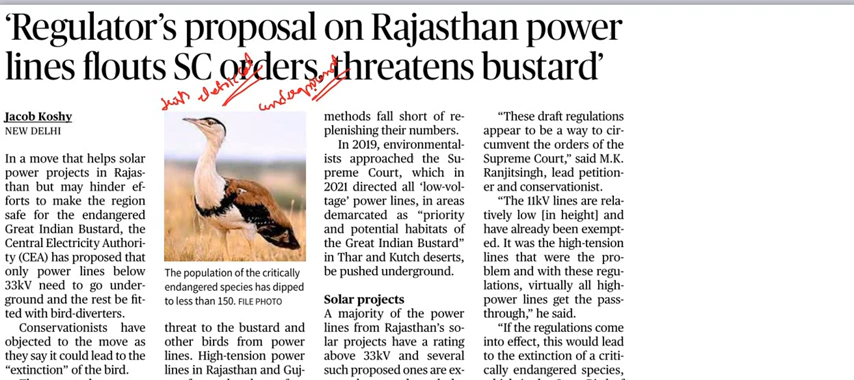 ‘Regulator’s proposal on Rajasthan power
lines flouts SC orders, threatens bustard’
underground
Jacob Koshy
NEW DELHI
In a move that helps solar
power projects in Rajas-
than but may hinder ef-
forts to make the region
safe for the endangered
Great Indian Bustard, the
Central Electricity Authori-
ty (CEA) has proposed that
only power lines below
33kV need to go under-
ground and the rest be fit-
ted with bird-diverters.
Conservationists have
objected to the move as
they say it could lead to the
“extinction” of the bird.
The population of the critically
endangered species has dipped
to less than 150. FILE PHOTO
threat to the bustard and
other birds from power
lines. High-tension power
lines in Rajasthan and Guj-
methods fall short of re-
plenishing their numbers.
In 2019, environmental-
ists approached the Su-
preme Court, which in
2021 directed all ‘low-vol-
tage’ power lines, in areas
demarcated as “priority
and potential habitats of
the Great Indian Bustard”
in Thar and Kutch deserts,
be pushed underground.
Solar projects
A majority of the power
lines from Rajasthan’s so-
lar projects have a rating
above 33kV and several
such proposed ones are ex-
“These draft regulations
appear to be a way to cir-
cumvent the orders of the
Supreme Court,” said M.K.
Ranjitsingh, lead petition-
er and conservationist.
“The 11kV lines are rela-
tively low [in height] and
have already been exempt-
ed. It was the high-tension
lines that were the pro-
blem and with these regu-
lations, virtually all high-
power lines get the pass-
through,” he said.
“If the regulations come
into effect, this would lead
to the extinction of a criti-
cally endangered species,